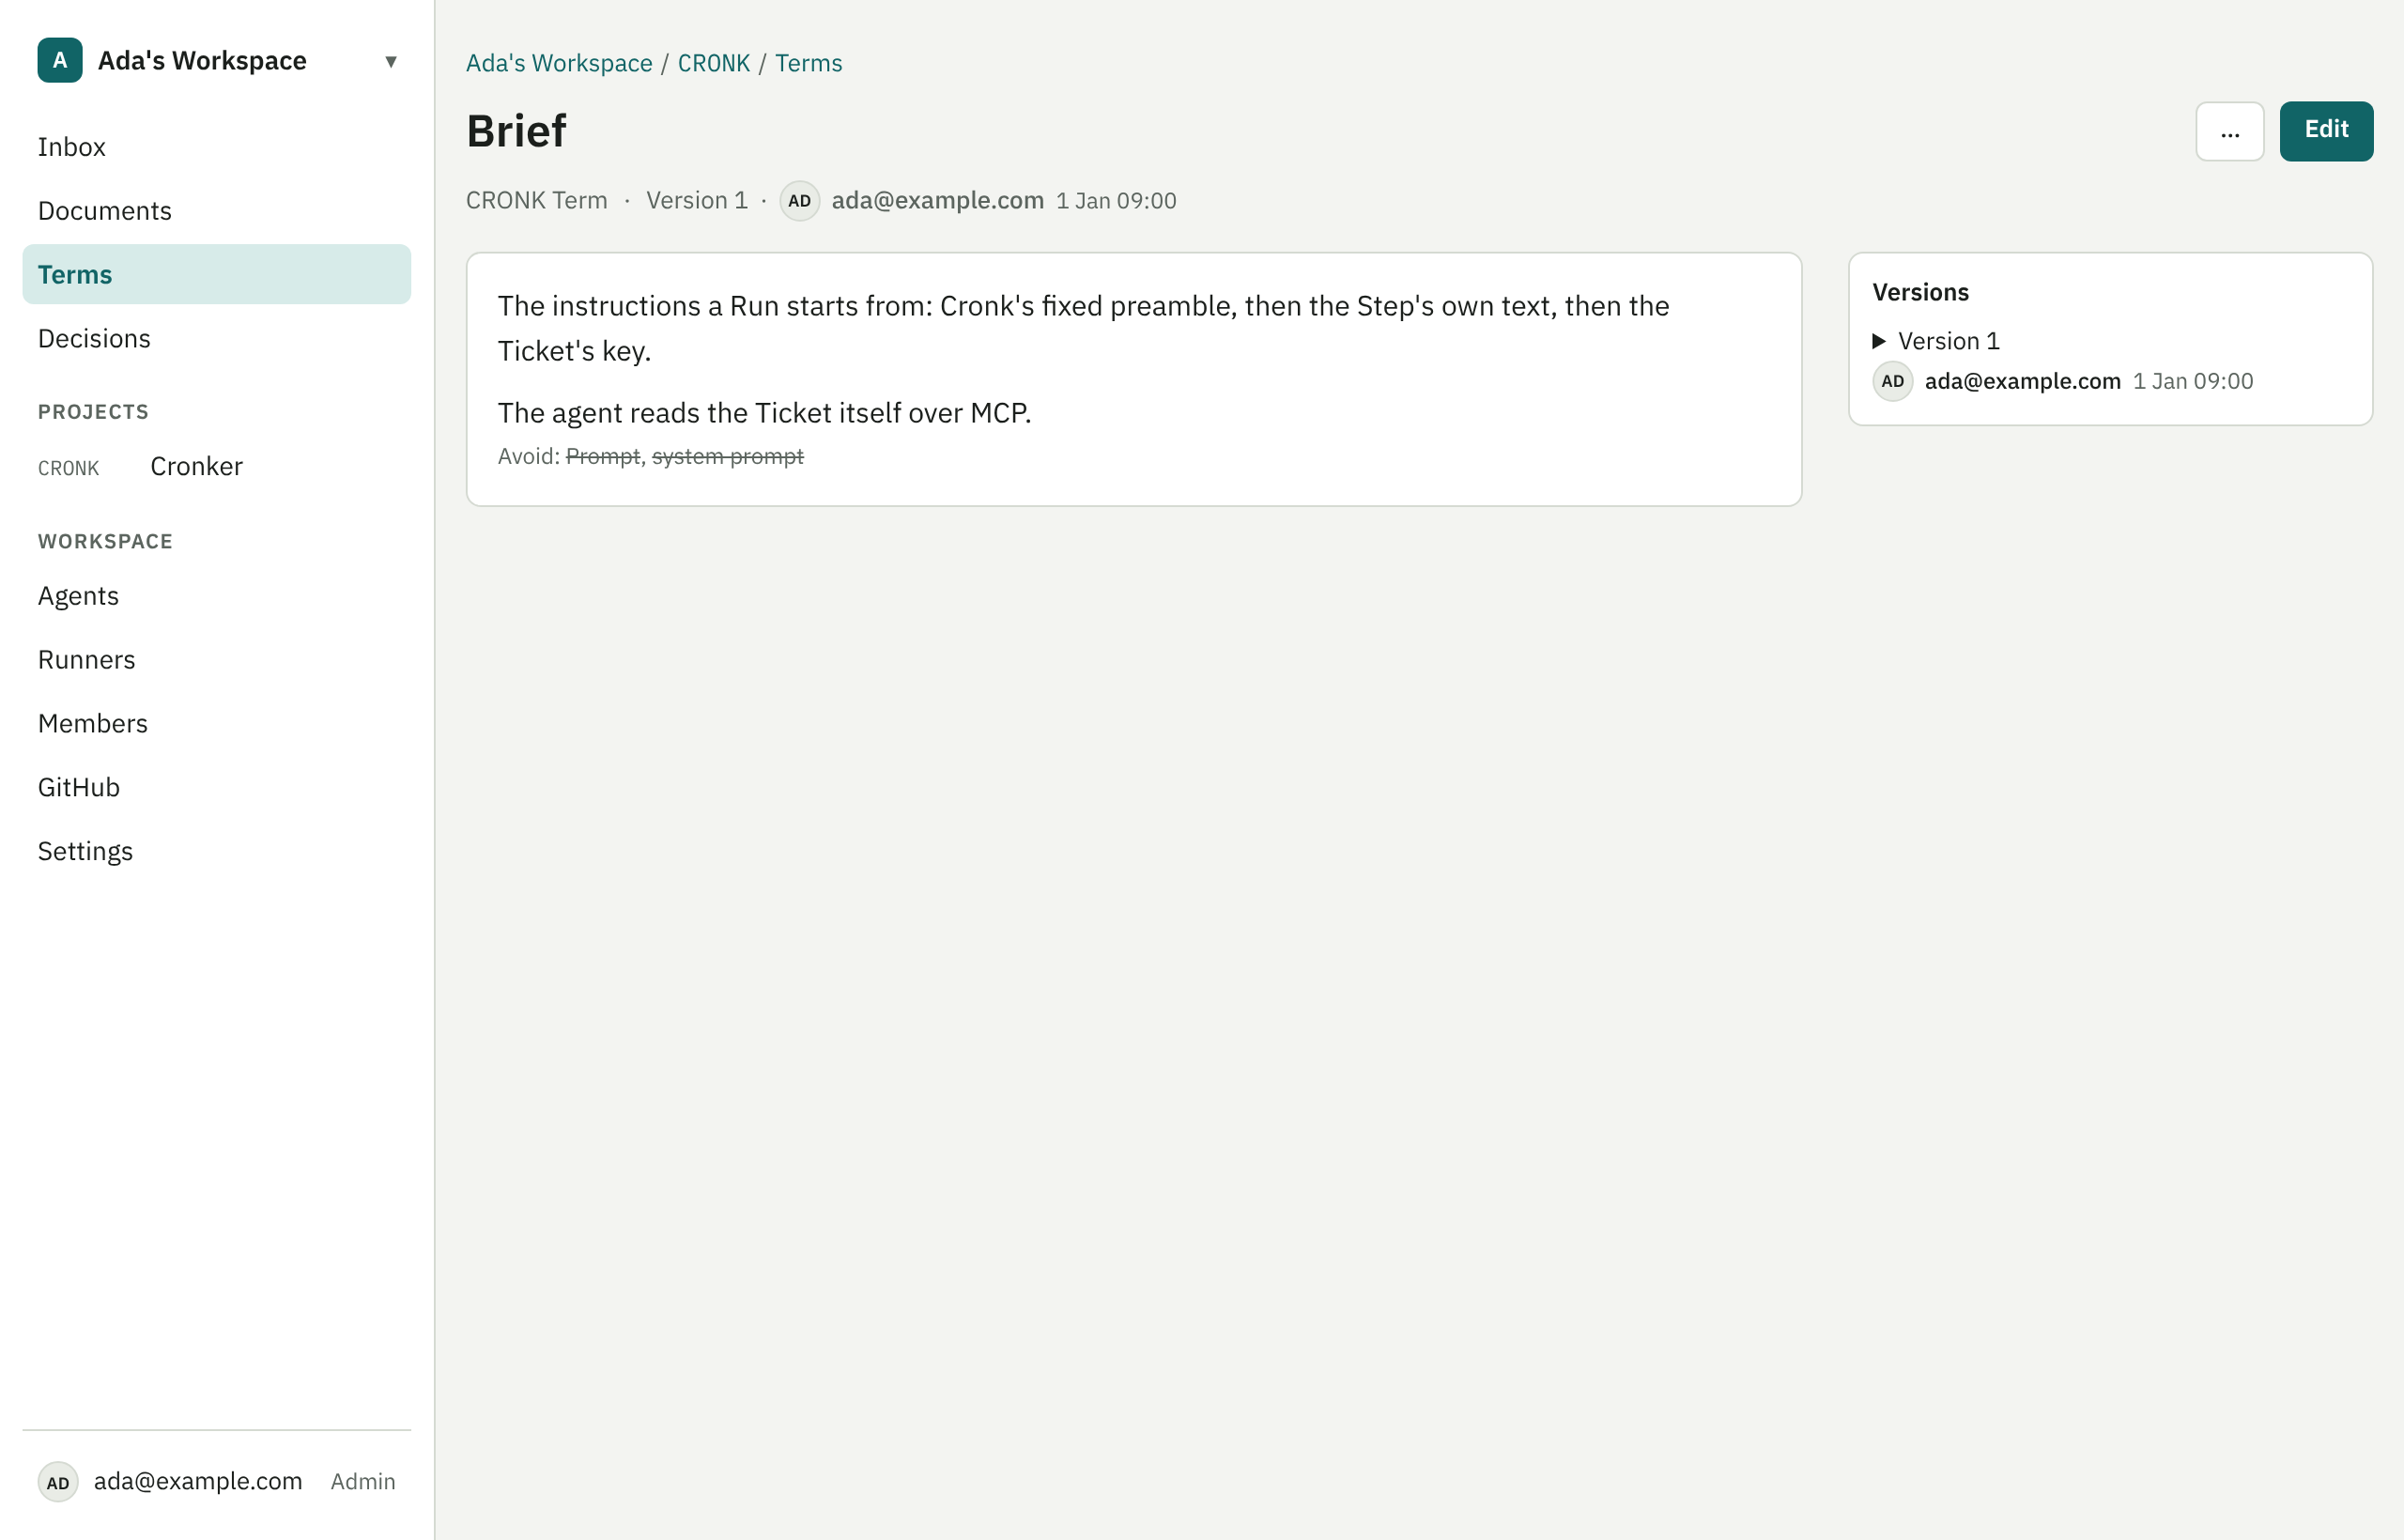 A Ada's Workspace ▼
Inbox
Documents
Terms
Decisions
PROJECTS
CRONK Cronker
WORKSPACE
Agents
Runners
Members
GitHub
Settings
AD ada@example.com Admin
Ada's Workspace / CRONK / Terms
Brief
... Edit
CRONK Term · Version 1 · AD ada@example.com 1 Jan 09:00
The instructions a Run starts from: Cronk's fixed preamble, then the Step's own text, then the
Ticket's key.
The agent reads the Ticket itself over MCP.
Avoid: Prompt, system prompt
Versions
▶ Version 1
AD ada@example.com 1 Jan 09:00